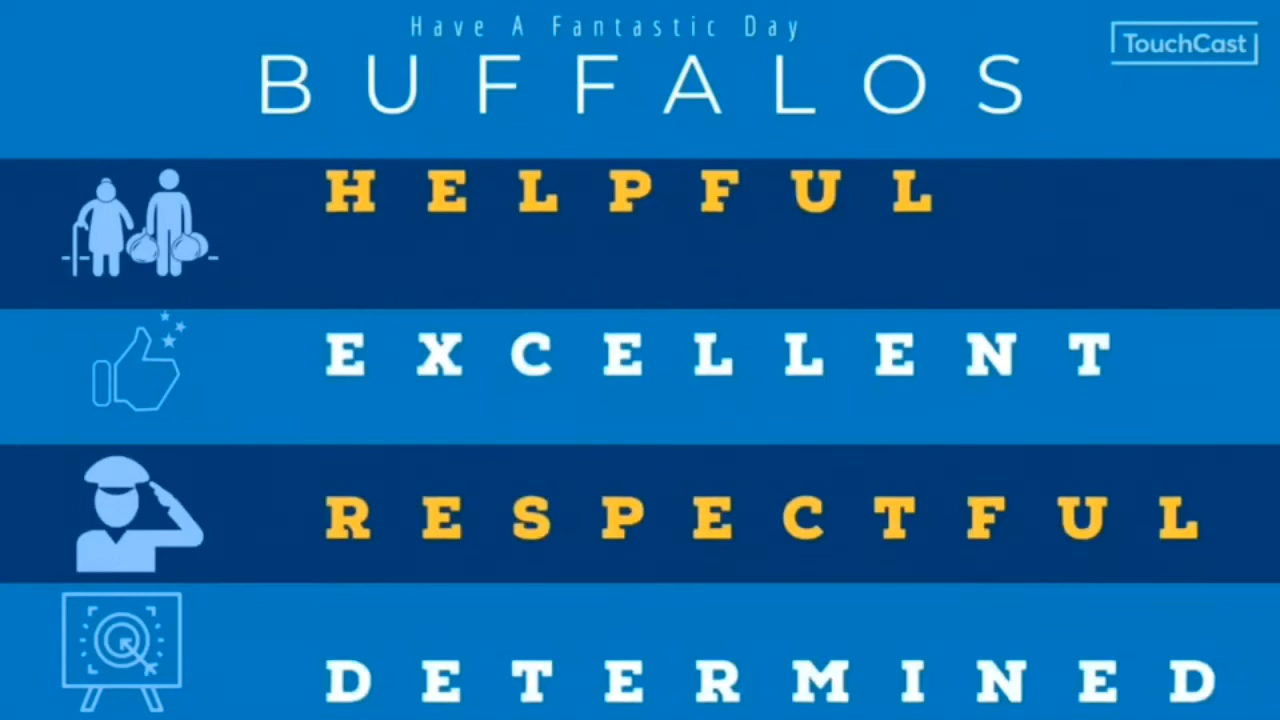 Have A Fantastic Day
TouchCast
BUFFALOS
HELPFUL
EXCELLENT
RESPECTFUL
DETERMINED